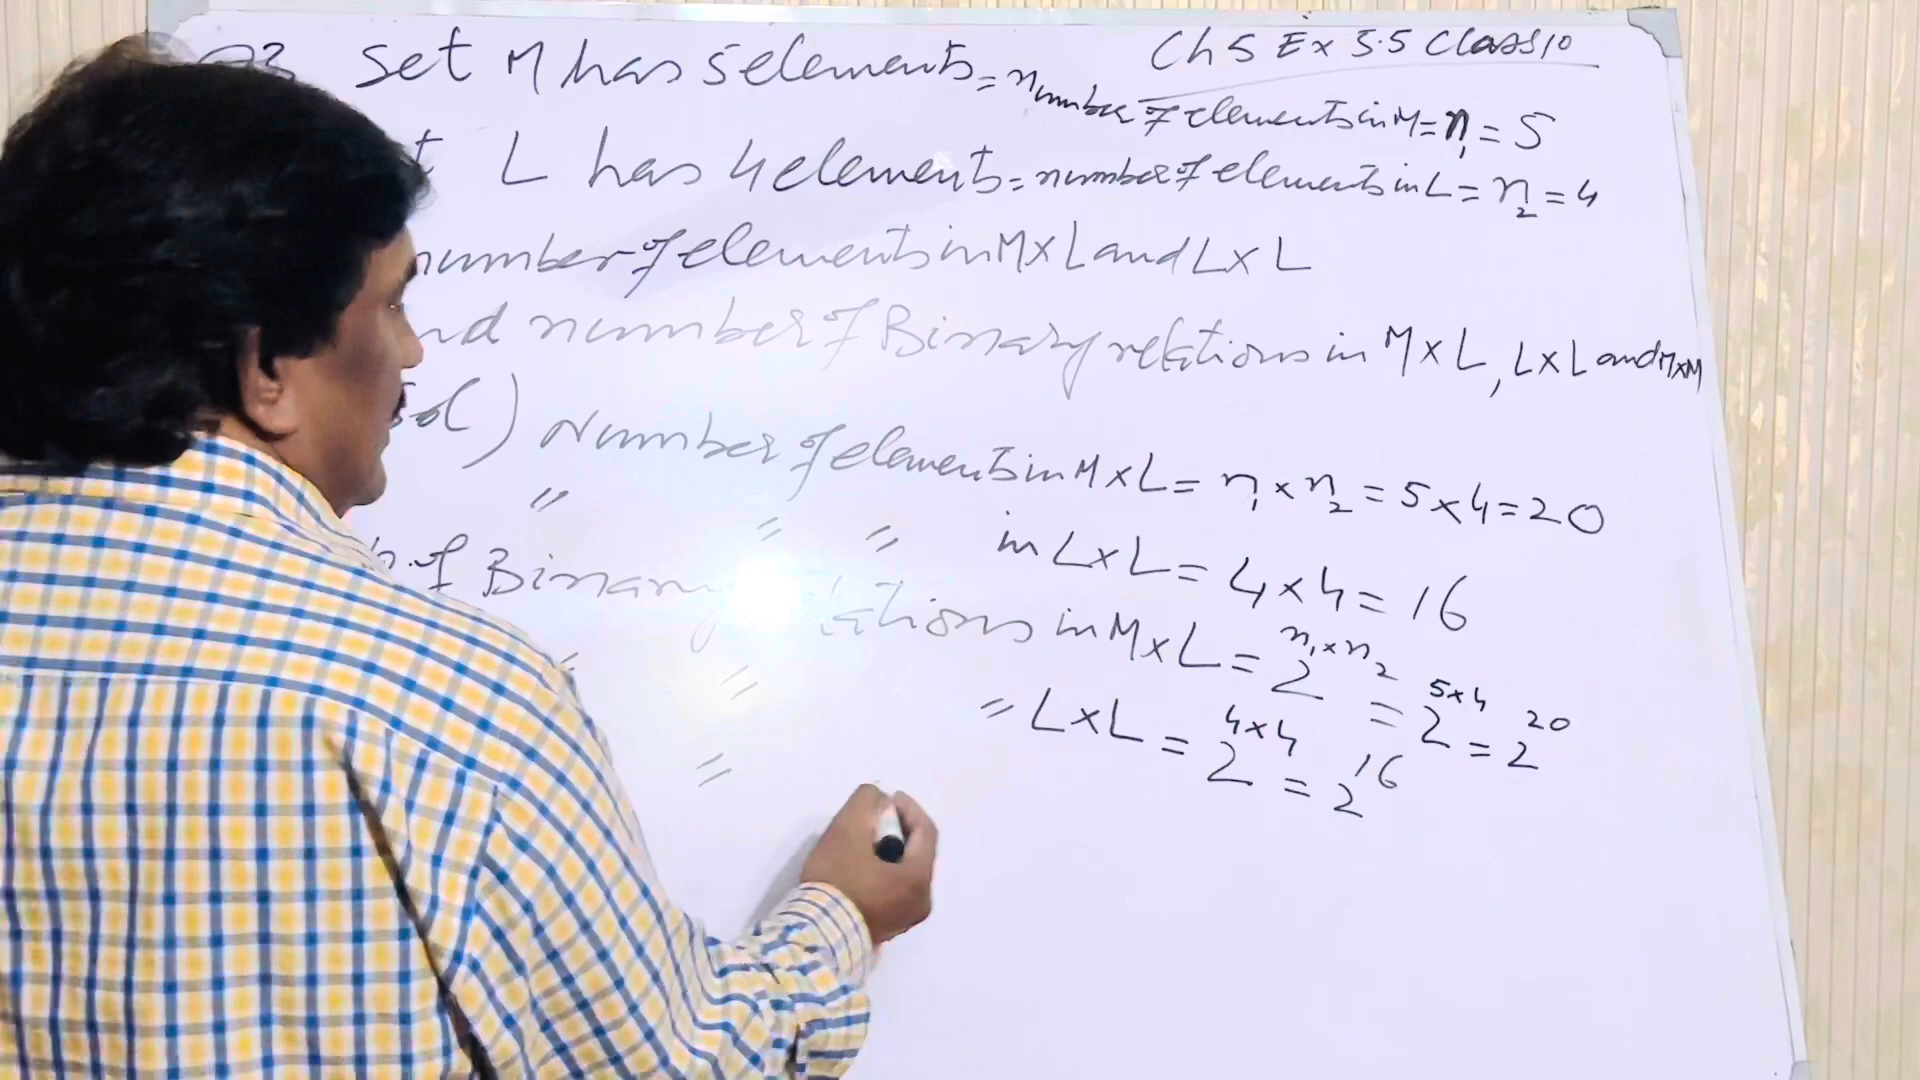 Ch 5 Ex 5.5 Class 10
Q3 Set M has 5 elements = number of elements in M = n₁ = 5
L has 4 elements = number of elements in L = n₂ = 4
number of elements in M×L and L×L
nd number of Binary relations in M×L, L×L and M×M
Sol) Number of elements in M×L = n₁ × n₂ = 5×4 = 20
" " " in L×L = 4×4 = 16
of Binary relations in M×L = 2^(n₁×n₂) = 2^(5×4) = 2^20
" " " L×L = 2^(4×4) = 2^16
"